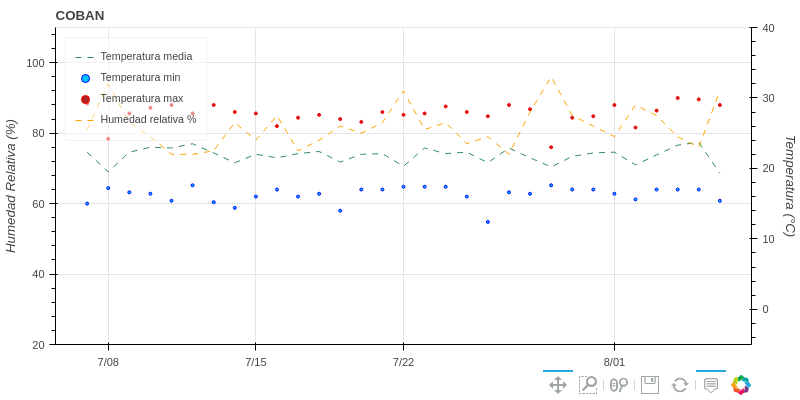 COBAN
Temperatura media
Temperatura min
Temperatura max
Humedad relativa %
Humedad Relativa (%)
100
80
60
40
20
Temperatura (°C)
40
30
20
10
0
7/08
7/15
7/22
8/01